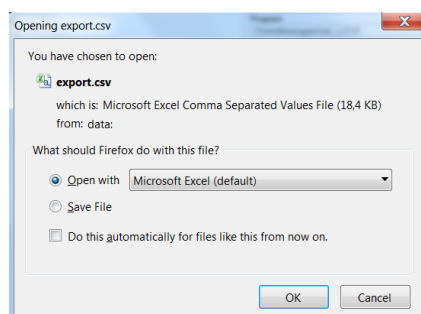 Opening export.csv
You have chosen to open:
export.csv
which is: Microsoft Excel Comma Separated Values File (18,4 KB)
from: data:
What should Firefox do with this file?
Open with Microsoft Excel (default)
Save File
Do this automatically for files like this from now on.
OK Cancel